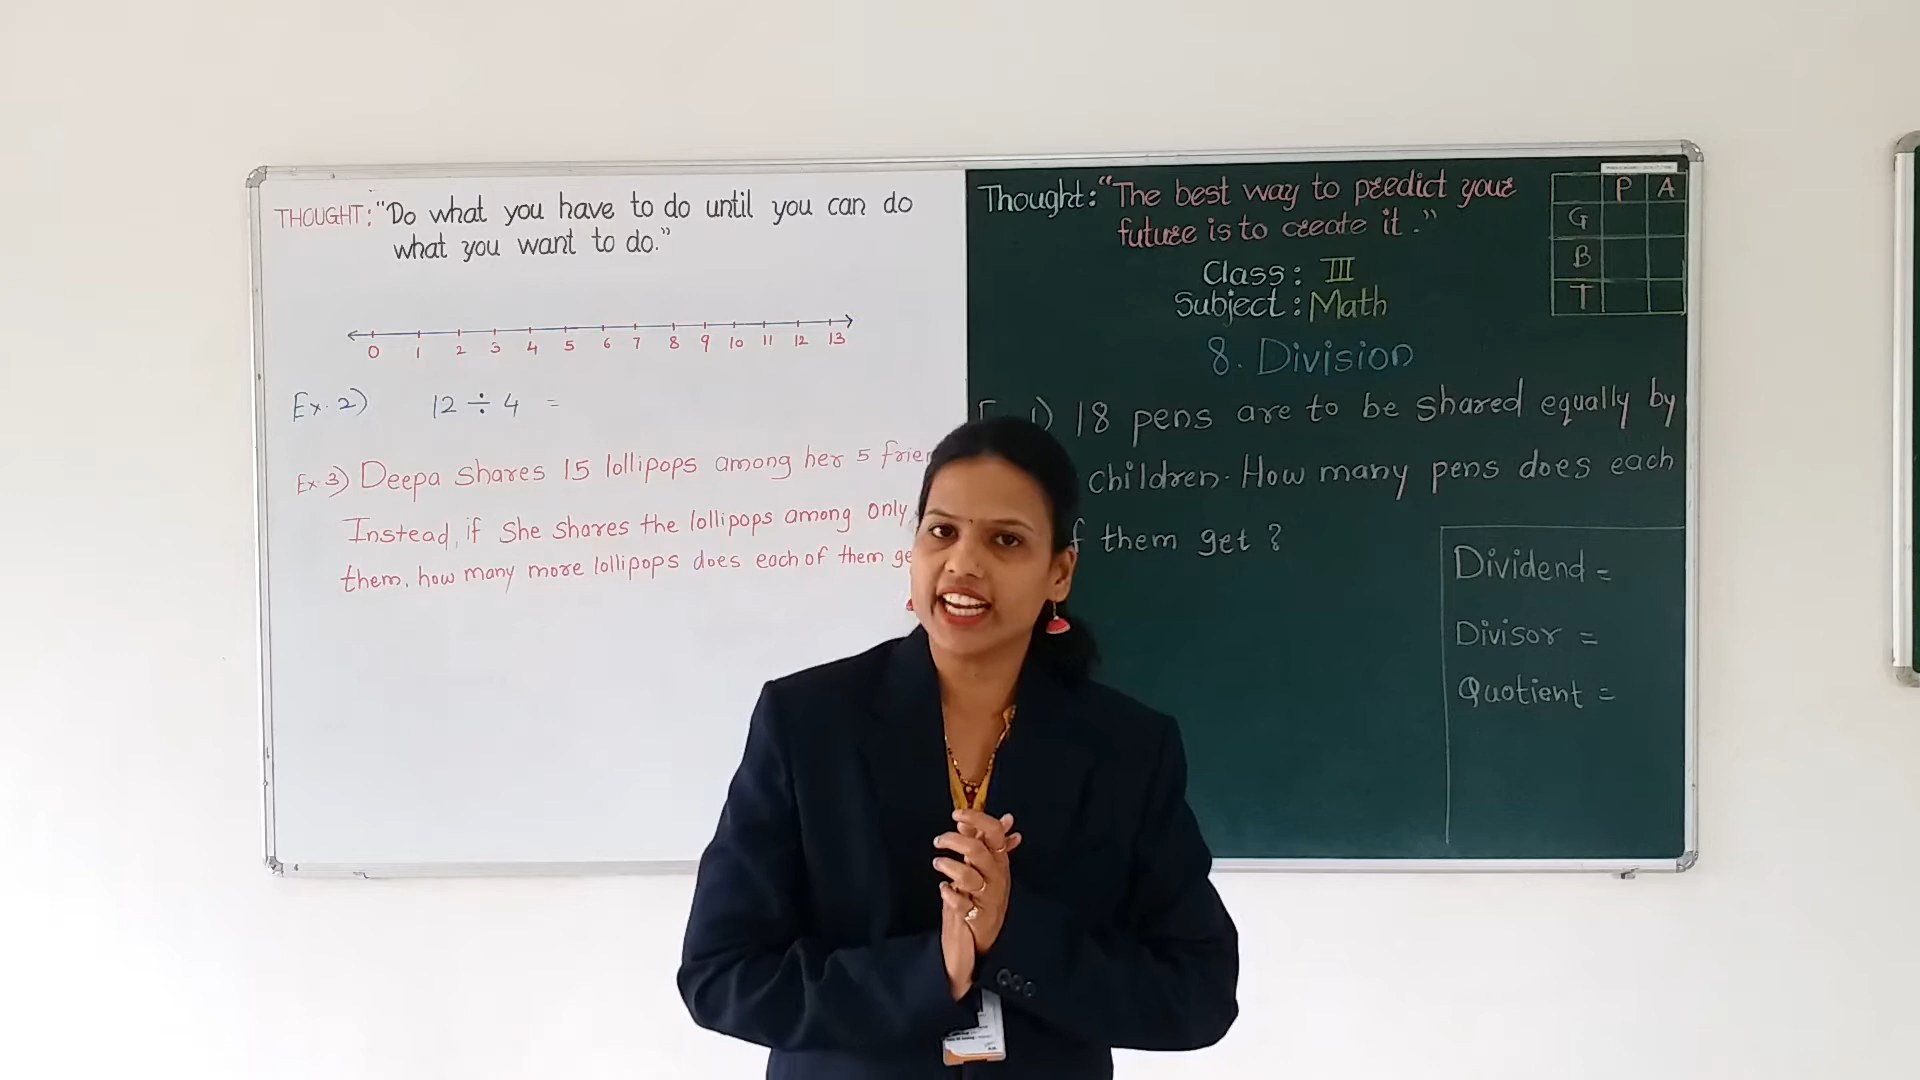 THOUGHT: "Do what you have to do until you can do
what you want to do."
0 1 2 3 4 5 6 7 8 9 10 11 12 13
Ex. 2) 12 ÷ 4 =
Ex. 3) Deepa shares 15 lollipops among her 5
Instead, if she shares the lollipops among only
them, how many more lollipops does each of them
Thought: "The best way to predict your
future is to create it."
Class: III
Subject: Math
8. Division
1) 18 pens are to be shared equally by
children. How many pens does each
them get?
Dividend =
Divisor =
Quotient =
P A
G
B
T